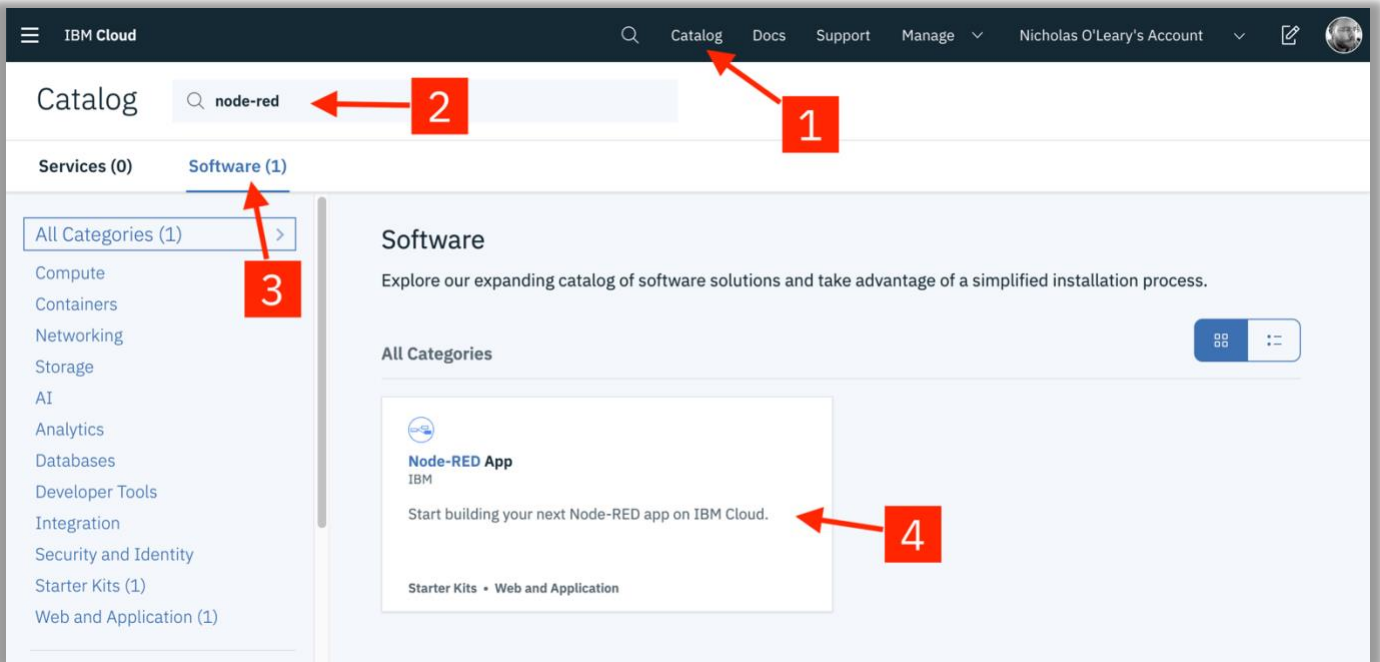 IBM Cloud
Catalog Docs Support Manage Nicholas O'Leary's Account
1
Catalog node-red
2
Services (0) Software (1)
3
All Categories (1)
Compute
Containers
Networking
Storage
AI
Analytics
Databases
Developer Tools
Integration
Security and Identity
Starter Kits (1)
Web and Application (1)
Software
Explore our expanding catalog of software solutions and take advantage of a simplified installation process.
All Categories
Node-RED App
IBM
Start building your next Node-RED app on IBM Cloud.
4
Starter Kits • Web and Application